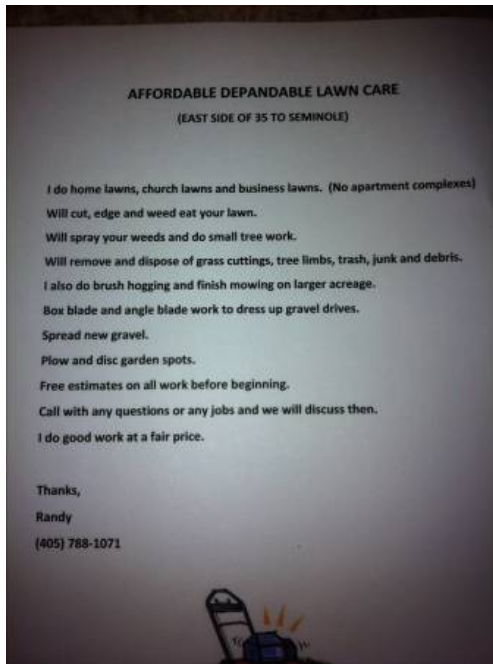 AFFORDABLE DEPANDABLE LAWN CARE
(EAST SIDE OF 35 TO SEMINOLE)
I do home lawns, church lawns and business lawns. (No apartment complexes)
Will cut, edge and weed eat your lawn.
Will spray your weeds and do small tree work.
Will remove and dispose of grass cuttings, tree limbs, trash, junk and debris.
I also do brush hogging and finish mowing on larger acreage.
Box blade and angle blade work to dress up gravel drives.
Spread new gravel.
Plow and disc garden spots.
Free estimates on all work before beginning.
Call with any questions or any jobs and we will discuss then.
I do good work at a fair price.
Thanks,
Randy
(405) 788-1071